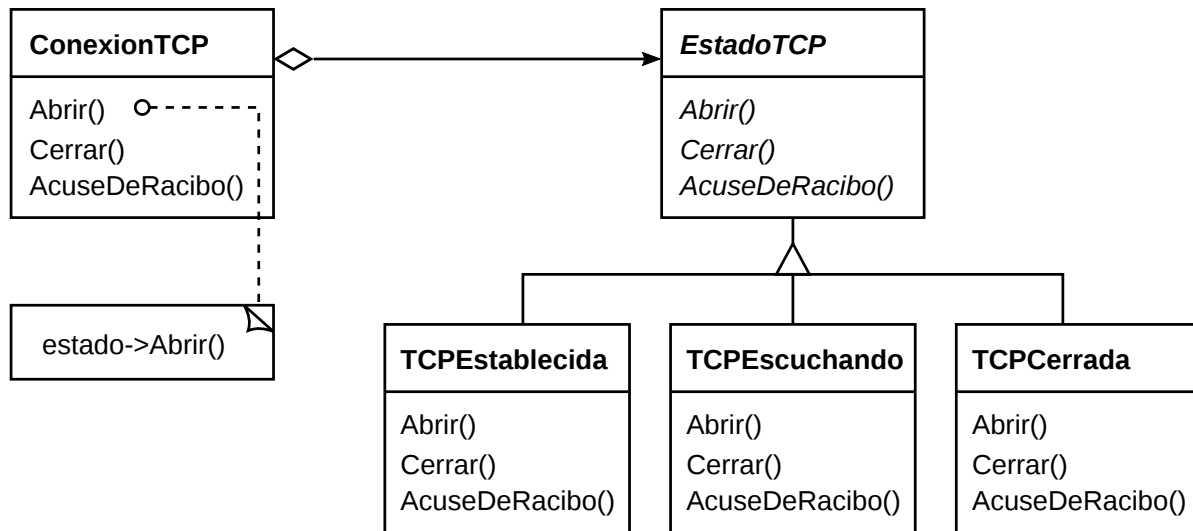 ConexionTCP
Abrir()
Cerrar()
AcuseDeRacibo()
estado->Abrir()
EstadoTCP
Abrir()
Cerrar()
AcuseDeRacibo()
TCPEstablecida
Abrir()
Cerrar()
AcuseDeRacibo()
TCPEscuchando
Abrir()
Cerrar()
AcuseDeRacibo()
TCPCerrada
Abrir()
Cerrar()
AcuseDeRacibo()